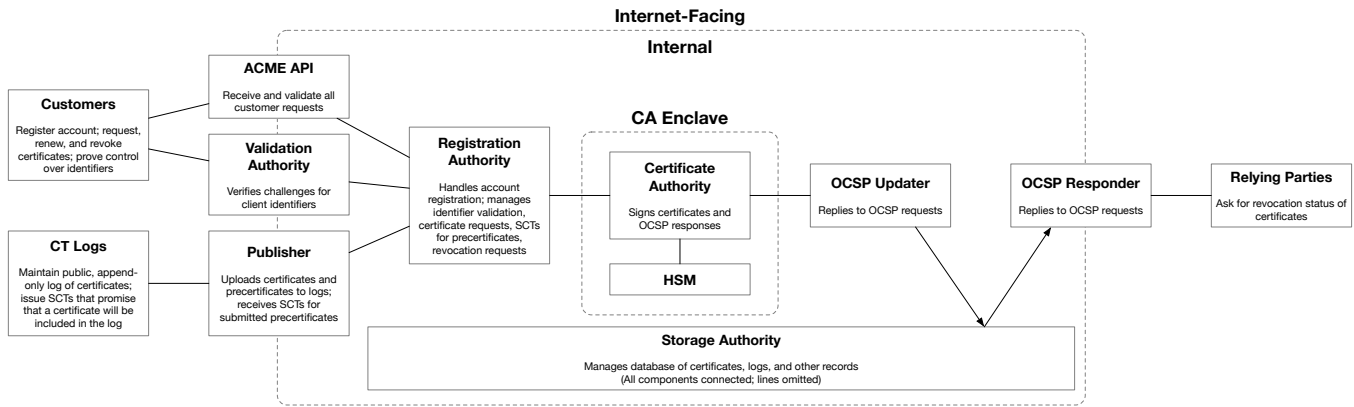 Internet-Facing
Internal
ACME API
Receive and validate all
customer requests
Customers
Register account; request,
renew, and revoke
certificates; prove control
over identifiers
Validation
Authority
Verifies challenges for
client identifiers
CT Logs
Maintain public, append-
only log of certificates;
issue SCTs that promise
that a certificate will be
included in the log
Publisher
Uploads certificates and
precertificates to logs;
receives SCTs for
submitted precertificates
Registration
Authority
Handles account
registration; manages
identifier validation,
certificate requests, SCTs
for precertificates,
revocation requests
CA Enclave
Certificate
Authority
Signs certificates and
OCSP responses
HSM
OCSP Updater
Replies to OCSP requests
OCSP Responder
Replies to OCSP requests
Relying Parties
Ask for revocation status of
certificates
Storage Authority
Manages database of certificates, logs, and other records
(All components connected; lines omitted)